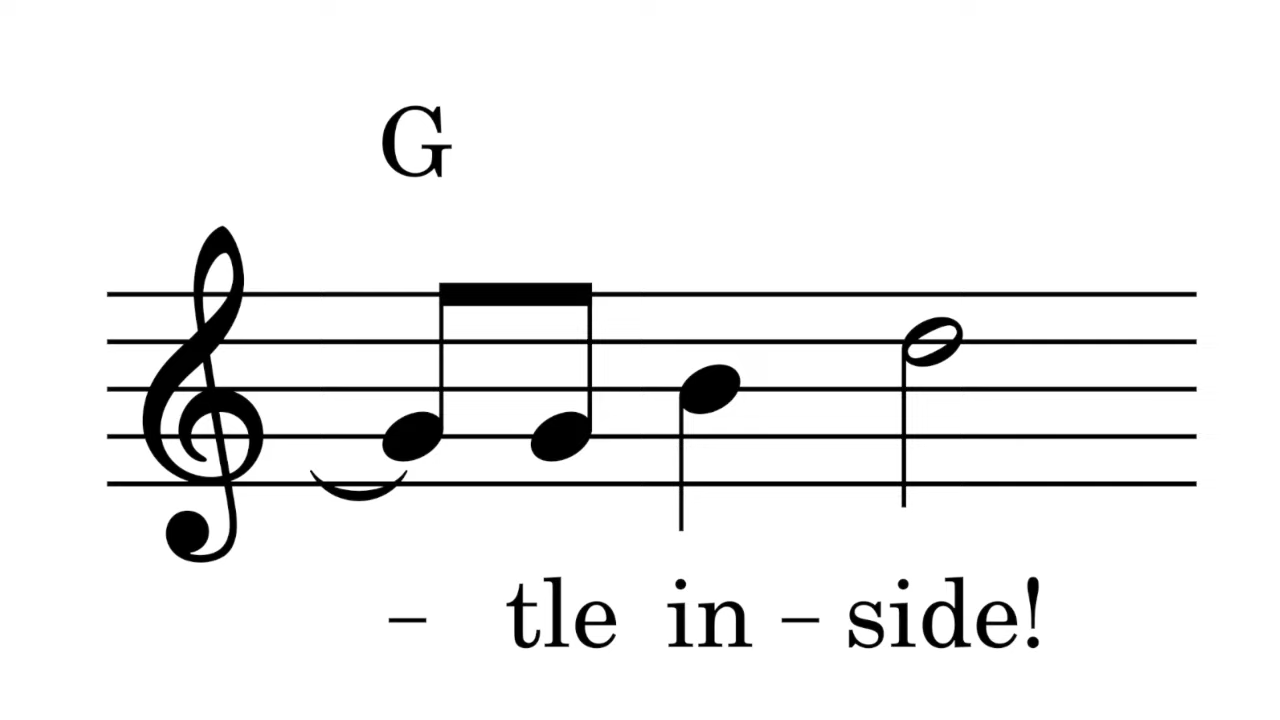 G
– tle in – side!